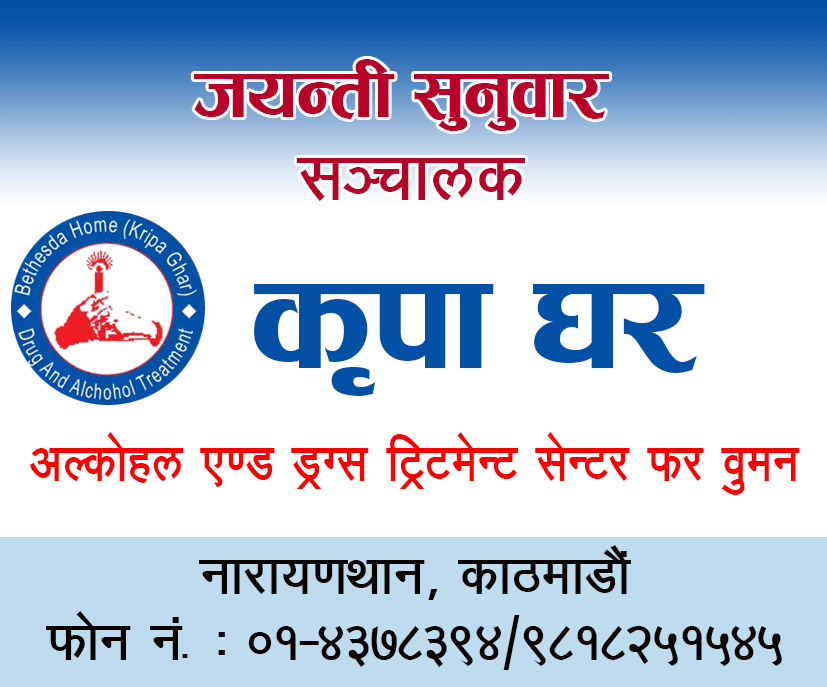 जयन्ती सुनुवार
सञ्चालक
Bethesda Home (Kripa Ghar)
Drug And Alchohol Treatment
कृपा घर
अल्कोहल एण्ड ड्रग्स ट्रिटमेन्ट सेन्टर फर वुमन
नारायणथान, काठमाडौं
फोन नं. : ०१-४३७८३९४/९८१८२५१५४५